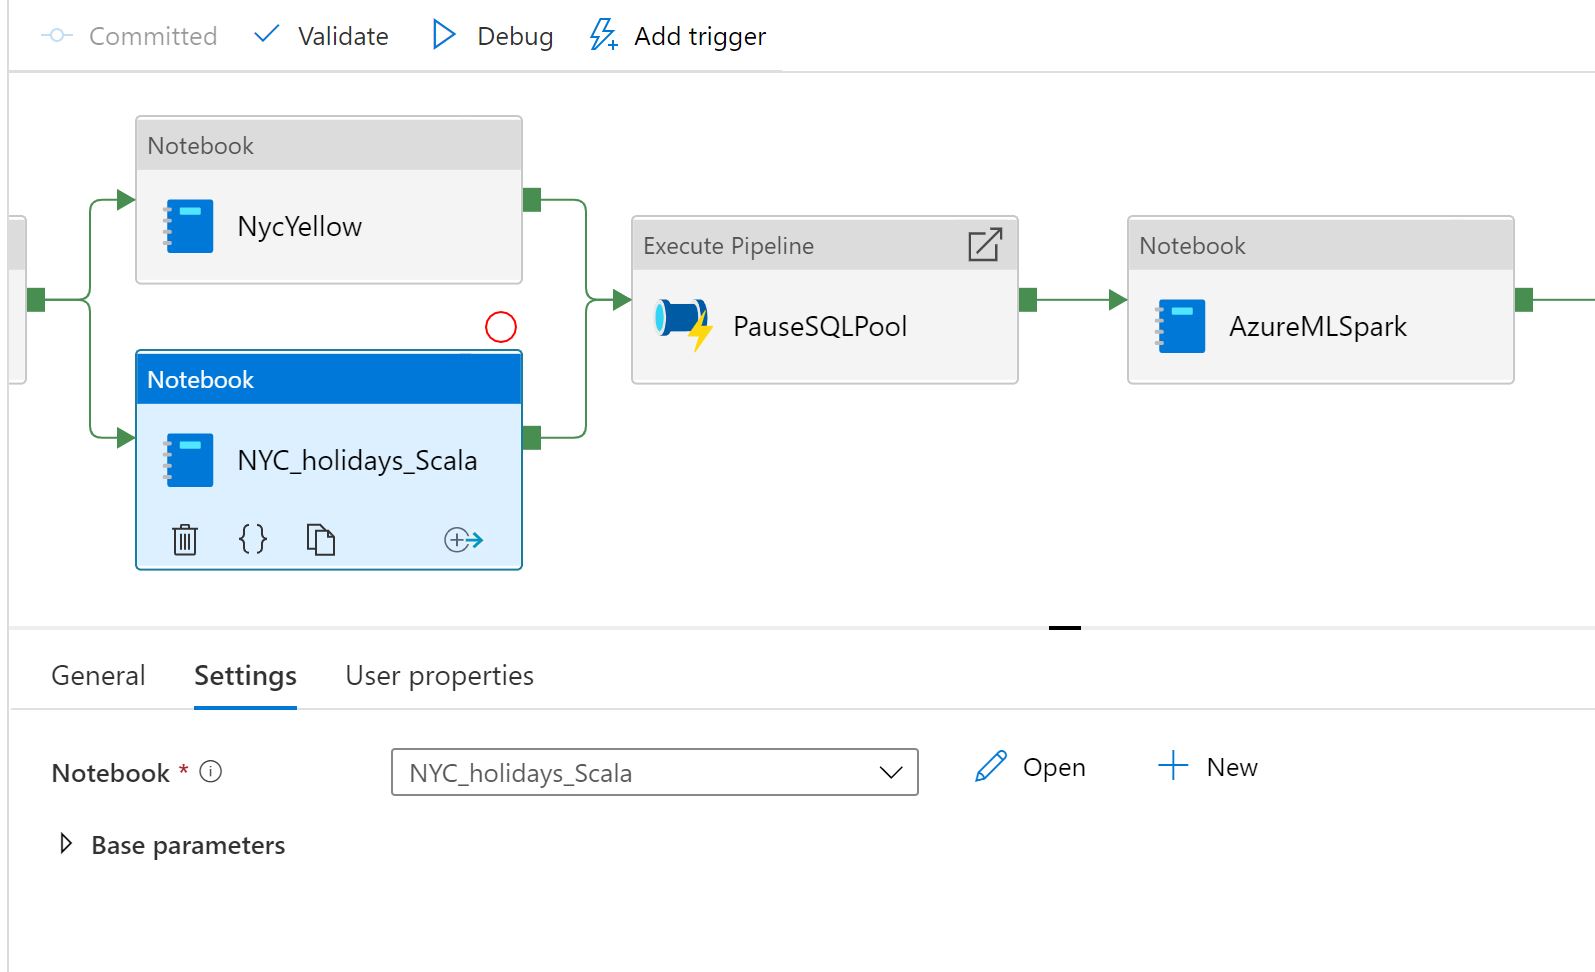 Committed
Validate
Debug
Add trigger
Notebook
NycYellow
Notebook
NYC_holidays_Scala
{}
Execute Pipeline
PauseSQLPool
Notebook
AzureMLSpark
General
Settings
User properties
Notebook *
NYC_holidays_Scala
Open
New
Base parameters